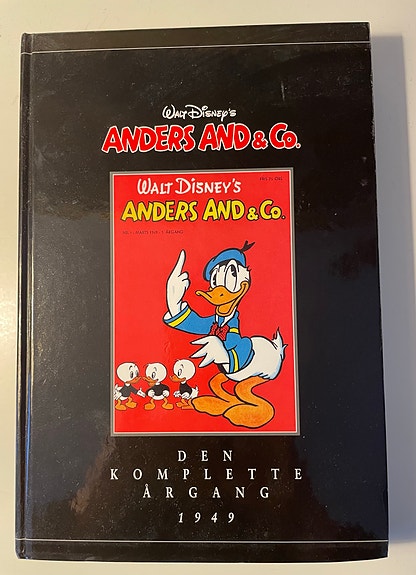 WALT DISNEY'S
ANDERS AND & Co.
WALT DISNEY'S
ANDERS AND & Co.
DEN
KOMPLETTE
ÅRGANG
1949